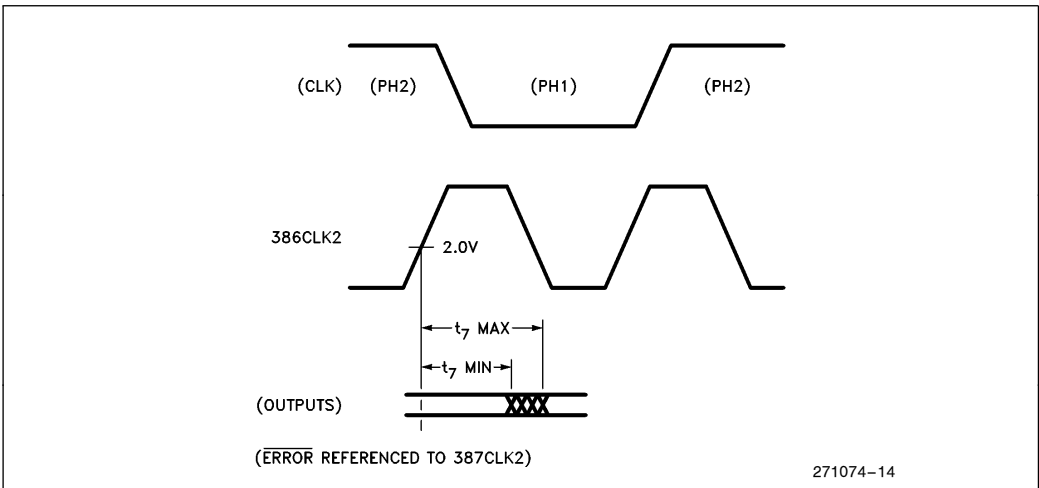 (CLK) (PH2) (PH1) (PH2)
386CLK2
2.0V
t7 MAX
t7 MIN
(OUTPUTS)
(ERROR REFERENCED TO 387CLK2)
271074–14